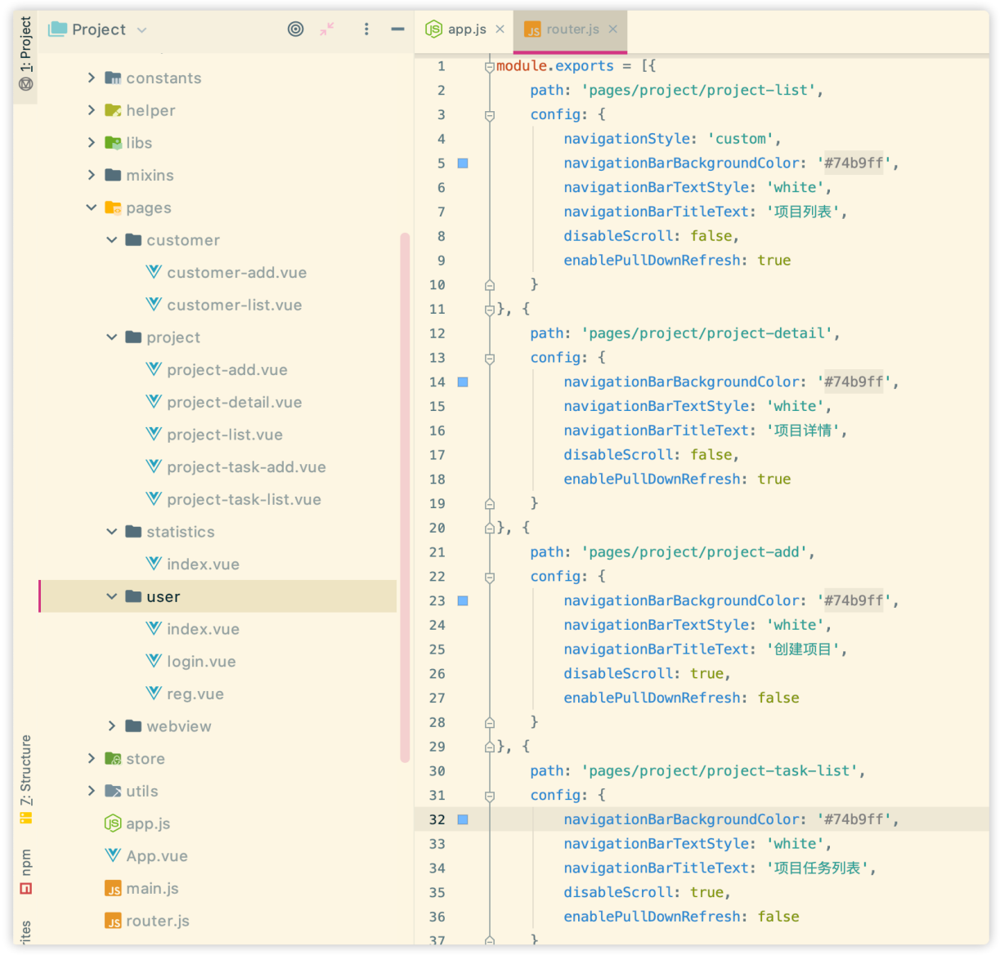 1: Project
Project
constants
helper
libs
mixins
pages
customer
customer-add.vue
customer-list.vue
project
project-add.vue
project-detail.vue
project-list.vue
project-task-add.vue
project-task-list.vue
statistics
index.vue
user
index.vue
login.vue
reg.vue
webview
store
utils
app.js
App.vue
main.js
router.js
7: Structure
npm
rites
app.js
router.js
1 module.exports = [{
2 path: 'pages/project/project-list',
3 config: {
4 navigationStyle: 'custom',
5 navigationBarBackgroundColor: '#74b9ff',
6 navigationBarTextStyle: 'white',
7 navigationBarTitleText: '项目列表',
8 disableScroll: false,
9 enablePullDownRefresh: true
10 }
11 }, {
12 path: 'pages/project/project-detail',
13 config: {
14 navigationBarBackgroundColor: '#74b9ff',
15 navigationBarTextStyle: 'white',
16 navigationBarTitleText: '项目详情',
17 disableScroll: false,
18 enablePullDownRefresh: true
19 }
20 }, {
21 path: 'pages/project/project-add',
22 config: {
23 navigationBarBackgroundColor: '#74b9ff',
24 navigationBarTextStyle: 'white',
25 navigationBarTitleText: '创建项目',
26 disableScroll: true,
27 enablePullDownRefresh: false
28 }
29 }, {
30 path: 'pages/project/project-task-list',
31 config: {
32 navigationBarBackgroundColor: '#74b9ff',
33 navigationBarTextStyle: 'white',
34 navigationBarTitleText: '项目任务列表',
35 disableScroll: true,
36 enablePullDownRefresh: false
37 }